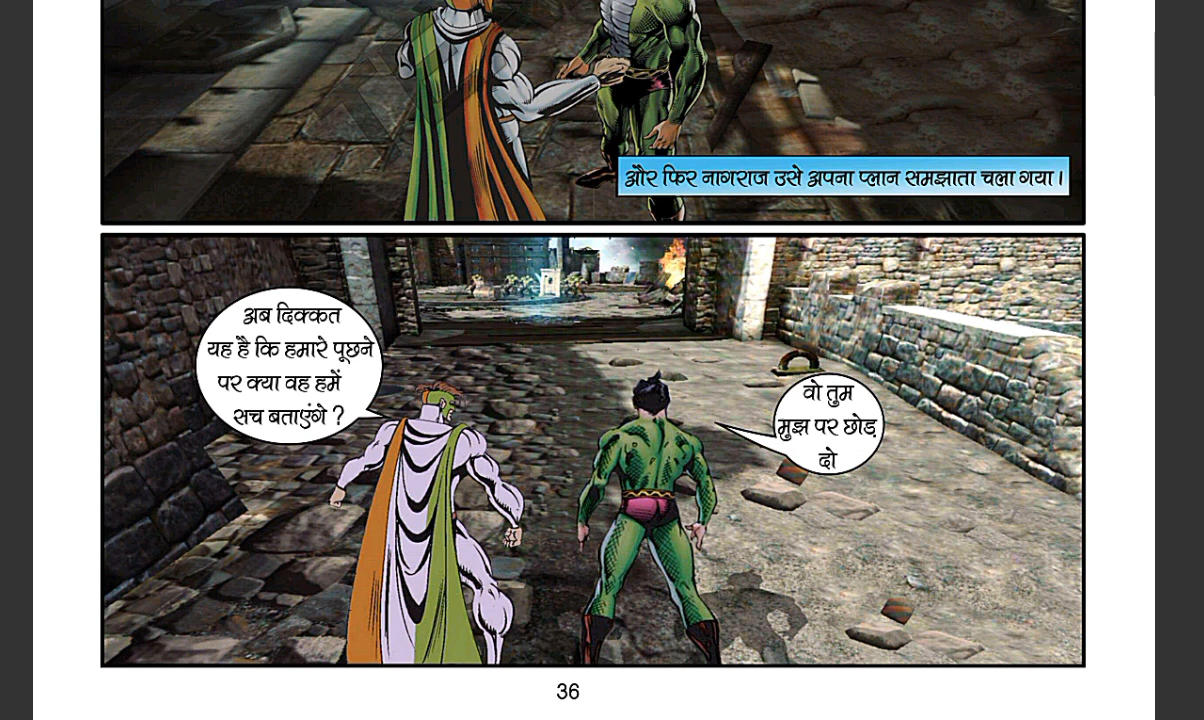 और फिर नागराज उसे अपना प्लान समझाता चला गया।
अब दिक्कत
यह है कि हमारे पूछने
पर क्या वह हमें
सच बताएंगे ?
वो तुम
मुझ पर छोड़
दो
36